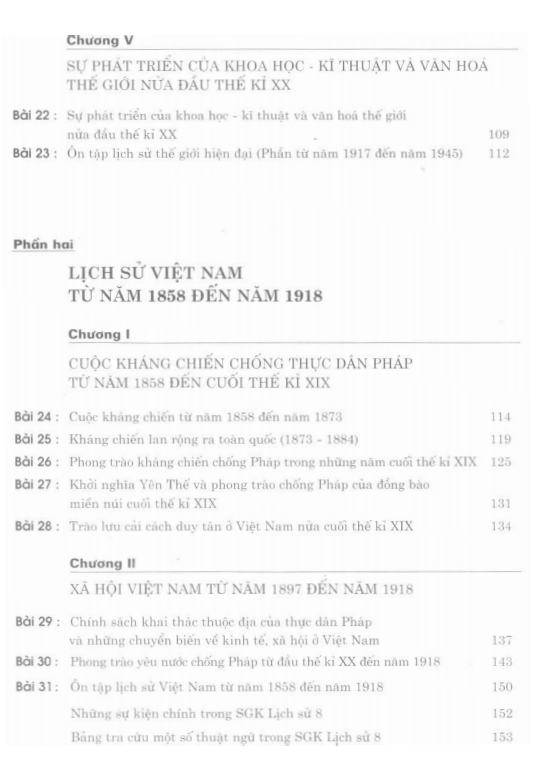 Chương V
SỰ PHÁT TRIỂN CỦA KHOA HỌC - KĨ THUẬT VÀ VĂN HOÁ
THẾ GIỚI NỬA ĐẦU THẾ KỈ XX
Bài 22 : Sự phát triển của khoa học - kĩ thuật và văn hoá thế giới
nửa đầu thế kỉ XX 109
Bài 23 : Ôn tập lịch sử thế giới hiện đại (Phần từ năm 1917 đến năm 1945) 112
Phần hai
LỊCH SỬ VIỆT NAM
TỪ NĂM 1858 ĐẾN NĂM 1918
Chương I
CUỘC KHÁNG CHIẾN CHỐNG THỰC DÂN PHÁP
TỪ NĂM 1858 ĐẾN CUỐI THẾ KỈ XIX
Bài 24 : Cuộc kháng chiến từ năm 1858 đến năm 1873 114
Bài 25 : Kháng chiến lan rộng ra toàn quốc (1873 - 1884) 119
Bài 26 : Phong trào kháng chiến chống Pháp trong những năm cuối thế kỉ XIX 125
Bài 27 : Khởi nghĩa Yên Thế và phong trào chống Pháp của đồng bào
miền núi cuối thế kỉ XIX 131
Bài 28 : Trào lưu cải cách duy tân ở Việt Nam nửa cuối thế kỉ XIX 134
Chương II
XÃ HỘI VIỆT NAM TỪ NĂM 1897 ĐẾN NĂM 1918
Bài 29 : Chính sách khai thác thuộc địa của thực dân Pháp
và những chuyển biến về kinh tế, xã hội ở Việt Nam 137
Bài 30 : Phong trào yêu nước chống Pháp từ đầu thế kỉ XX đến năm 1918 143
Bài 31 : Ôn tập lịch sử Việt Nam từ năm 1858 đến năm 1918 150
Những sự kiện chính trong SGK Lịch sử 8 152
Bảng tra cứu một số thuật ngữ trong SGK Lịch sử 8 153